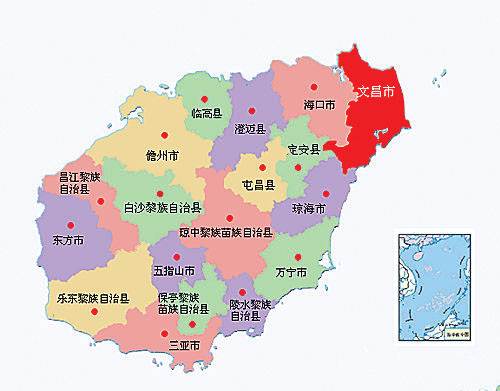 文昌市
海口市
临高县
澄迈县
定安县
儋州市
昌江黎族
自治县
屯昌县
白沙黎族自治县
琼海市
琼中黎族苗族自治县
东方市
五指山市
万宁市
乐东黎族自治县
保亭黎族
苗族自治县
陵水黎族
自治县
三亚市